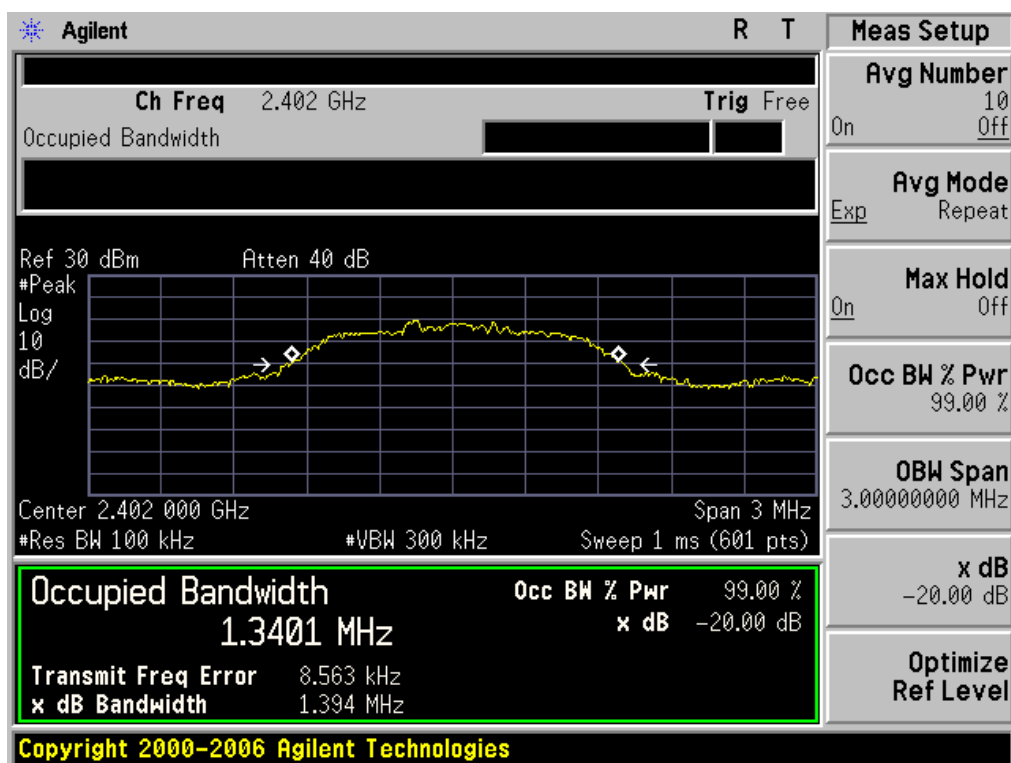 Agilent R T
Ch Freq 2.402 GHz Trig Free
Occupied Bandwidth
Ref 30 dBm Atten 40 dB
#Peak
Log
10
dB/
Center 2.402 000 GHz Span 3 MHz
#Res BW 100 kHz #VBW 300 kHz Sweep 1 ms (601 pts)
Occupied Bandwidth Occ BW % Pwr 99.00 %
1.3401 MHz x dB -20.00 dB
Transmit Freq Error 8.563 kHz
x dB Bandwidth 1.394 MHz
Copyright 2000-2006 Agilent Technologies
Meas Setup
Avg Number
10
On Off
Avg Mode
Exp Repeat
Max Hold
On Off
Occ BW % Pwr
99.00 %
OBW Span
3.00000000 MHz
x dB
-20.00 dB
Optimize
Ref Level